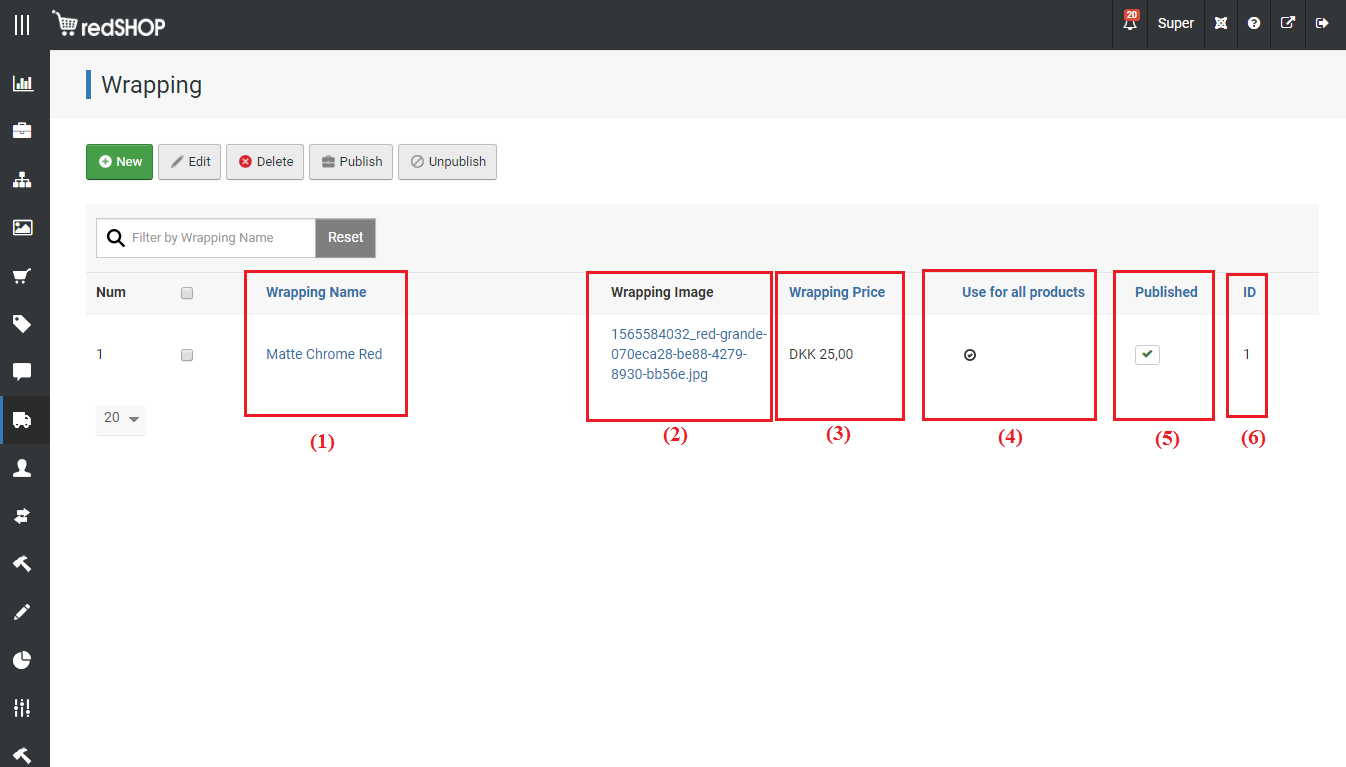 redSHOP
20
Super
Wrapping
New
Edit
Delete
Publish
Unpublish
Filter by Wrapping Name
Reset
Num
Wrapping Name
Wrapping Image
Wrapping Price
Use for all products
Published
ID
1
Matte Chrome Red
1565584032_red-grande-
070eca28-be88-4279-
8930-bb56e.jpg
DKK 25,00
1
20
(1)
(2)
(3)
(4)
(5)
(6)